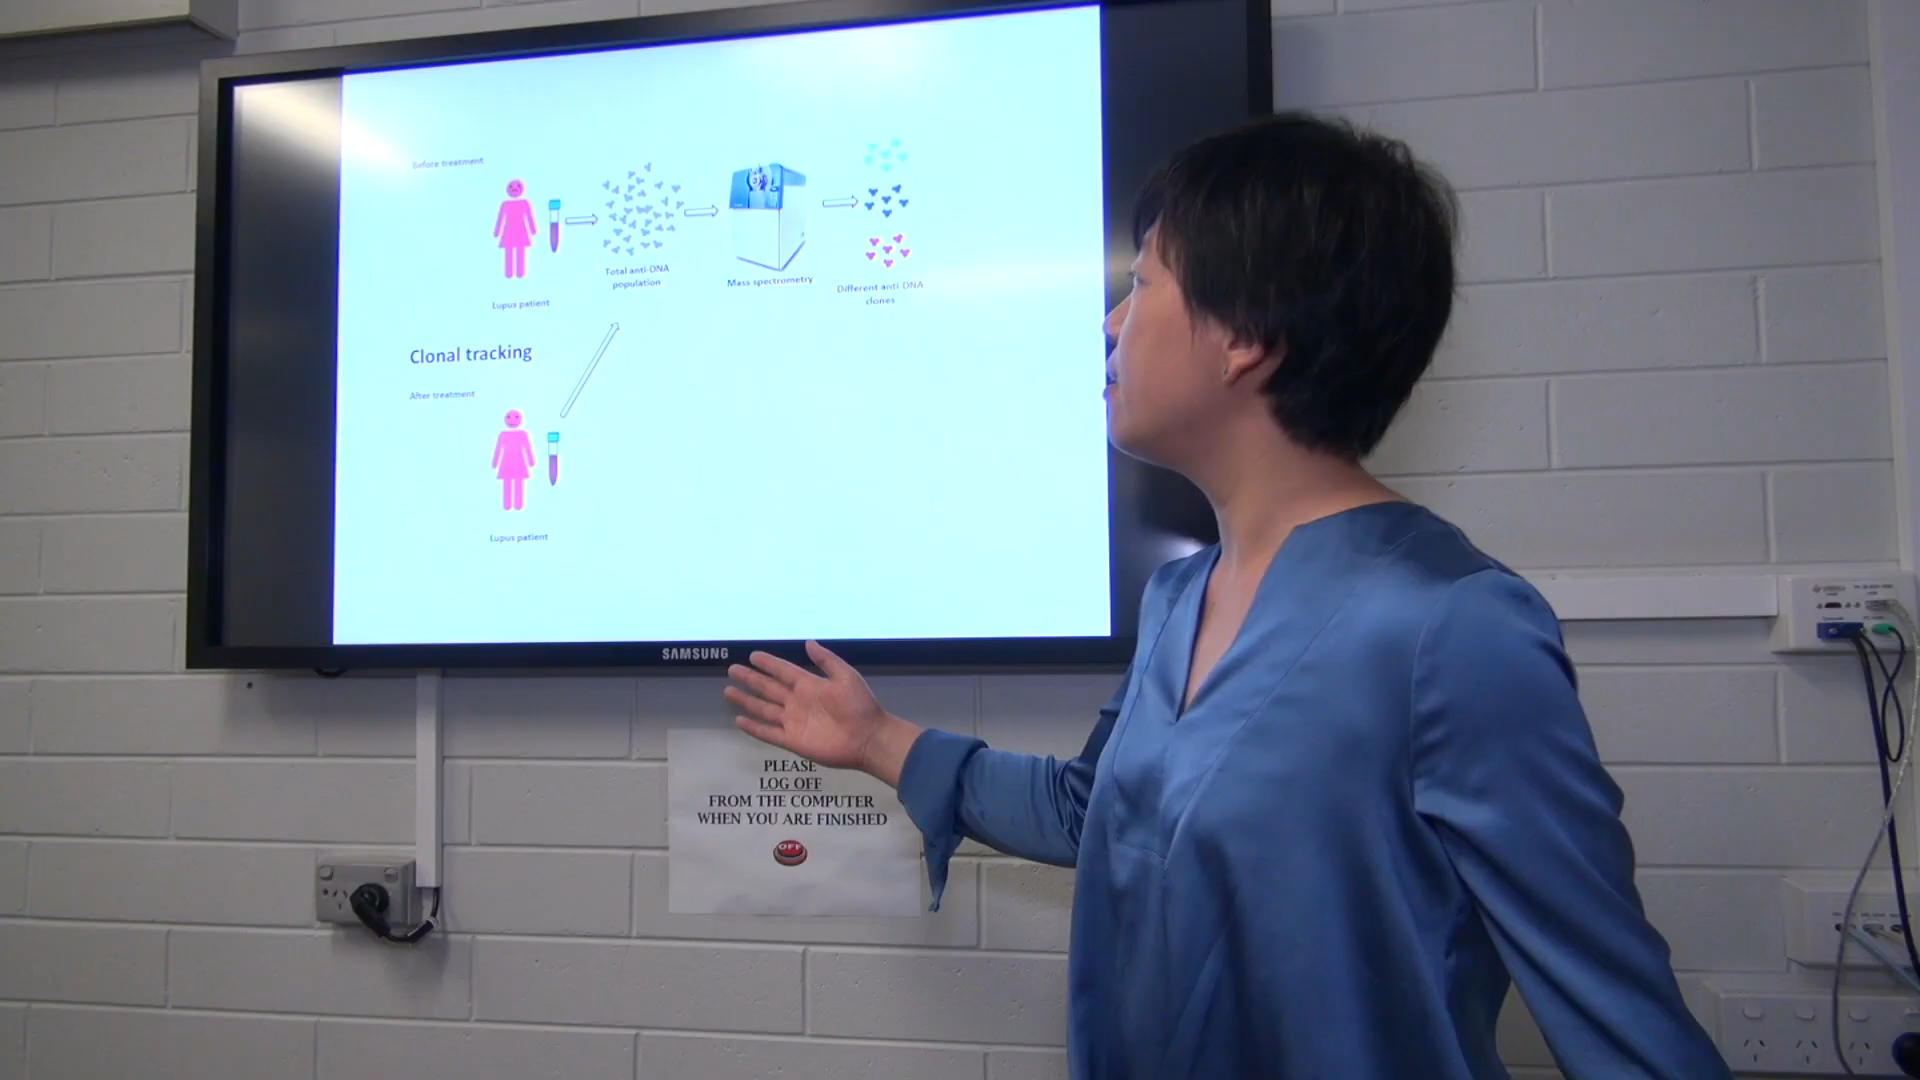 Before treatment
Lupus patient
Total anti-DNA
population
Mass spectrometry
Different anti DNA
clones
Clonal tracking
After treatment
Lupus patient
SAMSUNG
PLEASE
LOG OFF
FROM THE COMPUTER
WHEN YOU ARE FINISHED
OFF